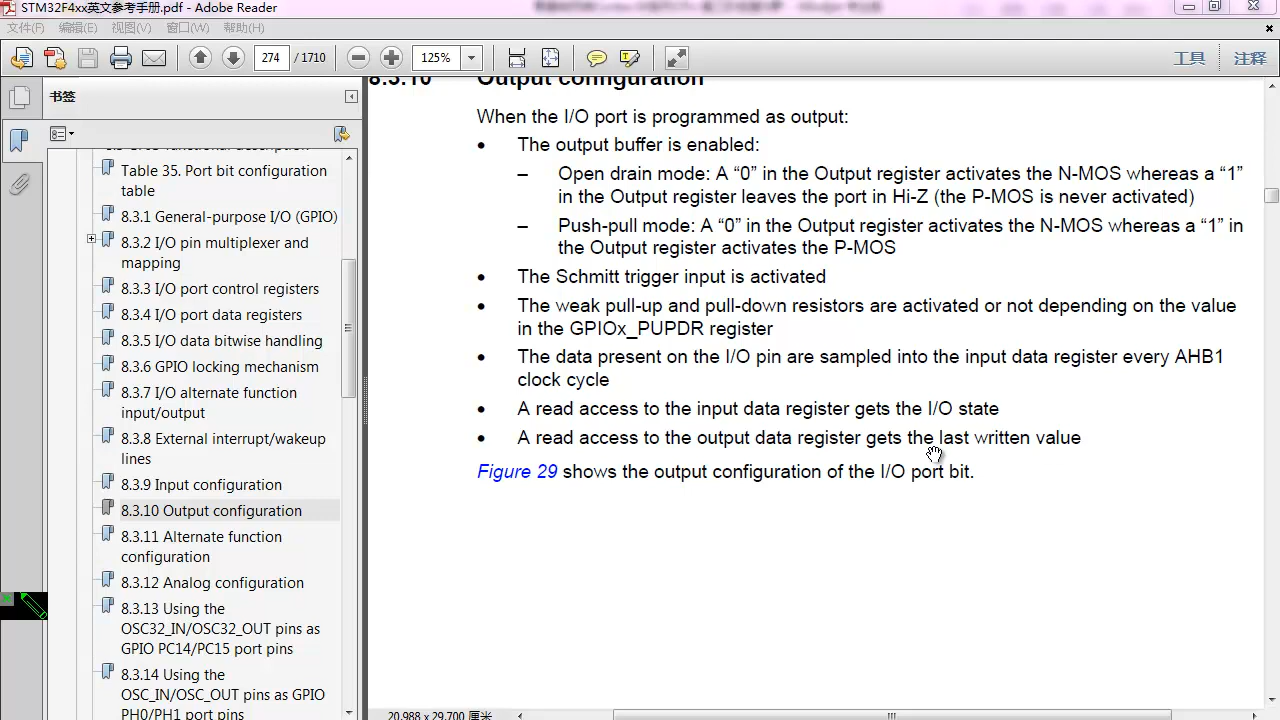 STM32F4xx英文参考手册.pdf - Adobe Reader
文件(F) 编辑(E) 视图(V) 窗口(W) 帮助(H)
274 / 1710 125% 工具 注释
书签
Table 35. Port bit configuration
table
8.3.1 General-purpose I/O (GPIO)
8.3.2 I/O pin multiplexer and
mapping
8.3.3 I/O port control registers
8.3.4 I/O port data registers
8.3.5 I/O data bitwise handling
8.3.6 GPIO locking mechanism
8.3.7 I/O alternate function
input/output
8.3.8 External interrupt/wakeup
lines
8.3.9 Input configuration
8.3.10 Output configuration
8.3.11 Alternate function
configuration
8.3.12 Analog configuration
8.3.13 Using the
OSC32_IN/OSC32_OUT pins as
GPIO PC14/PC15 port pins
8.3.14 Using the
OSC_IN/OSC_OUT pins as GPIO
PH0/PH1 port pins
8.3.10 Output configuration
When the I/O port is programmed as output:
• The output buffer is enabled:
– Open drain mode: A “0” in the Output register activates the N-MOS whereas a “1”
in the Output register leaves the port in Hi-Z (the P-MOS is never activated)
– Push-pull mode: A “0” in the Output register activates the N-MOS whereas a “1” in
the Output register activates the P-MOS
• The Schmitt trigger input is activated
• The weak pull-up and pull-down resistors are activated or not depending on the value
in the GPIOx_PUPDR register
• The data present on the I/O pin are sampled into the input data register every AHB1
clock cycle
• A read access to the input data register gets the I/O state
• A read access to the output data register gets the last written value
Figure 29 shows the output configuration of the I/O port bit.
20.988 x 29.700 厘米